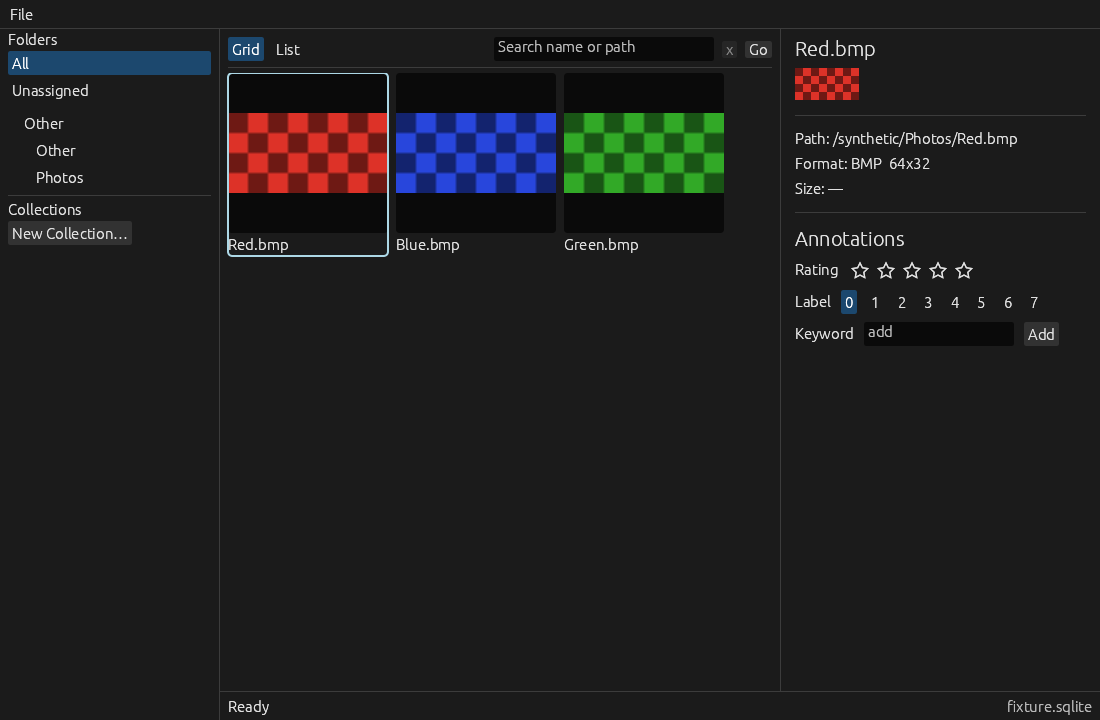 File
Folders
All
Unassigned
Other
Other
Photos
Collections
New Collection...
Grid List Search name or path x Go
Red.bmp Blue.bmp Green.bmp
Red.bmp
Path: /synthetic/Photos/Red.bmp
Format: BMP 64x32
Size: —
Annotations
Rating
Label 0 1 2 3 4 5 6 7
Keyword add Add
Ready fixture.sqlite